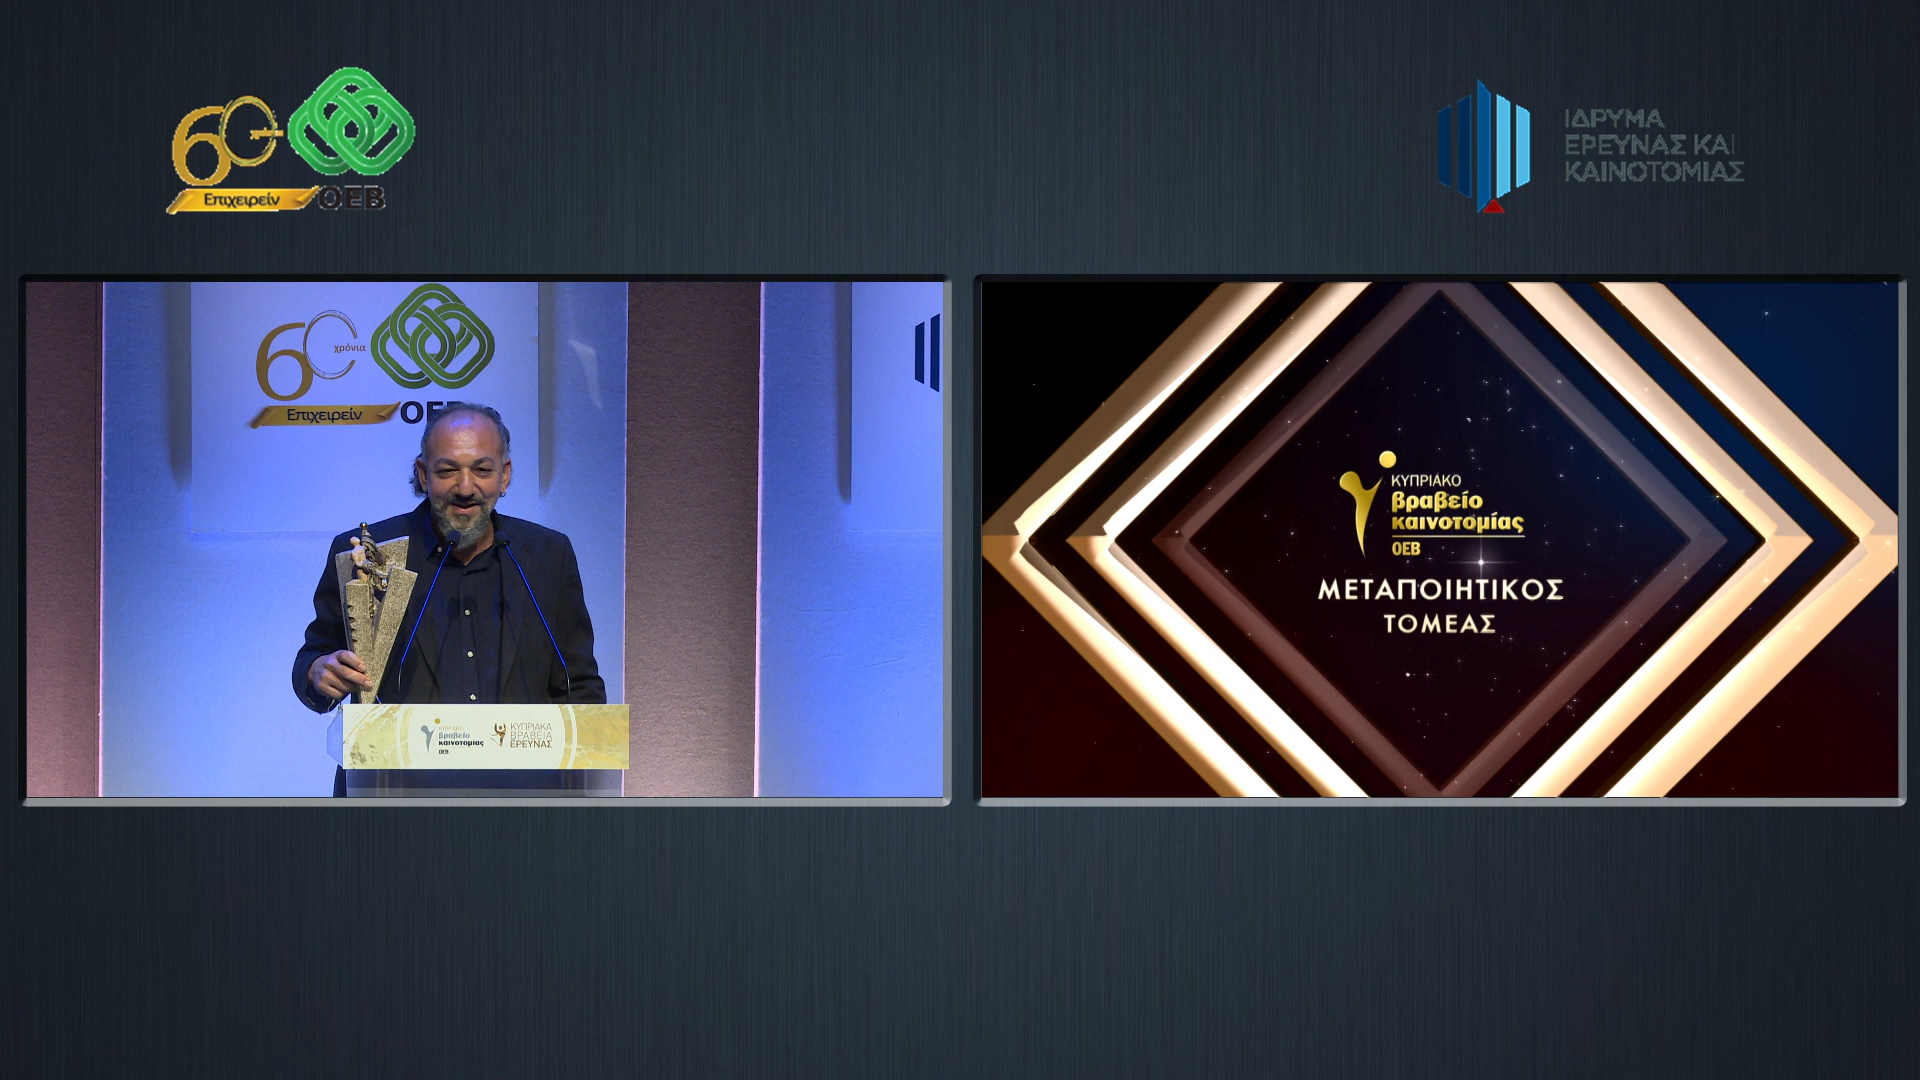 60
Επιχειρείν
ΟΕΒ
ΙΔΡΥΜΑ
ΕΡΕΥΝΑΣ ΚΑΙ
ΚΑΙΝΟΤΟΜΙΑΣ
60
χρόνια
Επιχειρείν
ΚΥΠΡΙΑΚΟ
βραβείο
καινοτομίας
ΟΕΒ
ΚΥΠΡΙΑΚΑ
ΒΡΑΒΕΙΑ
ΕΡΕΥΝΑΣ
ΚΥΠΡΙΑΚΟ
βραβείο
καινοτομίας
ΟΕΒ
ΜΕΤΑΠΟΙΗΤΙΚΟΣ
ΤΟΜΕΑΣ